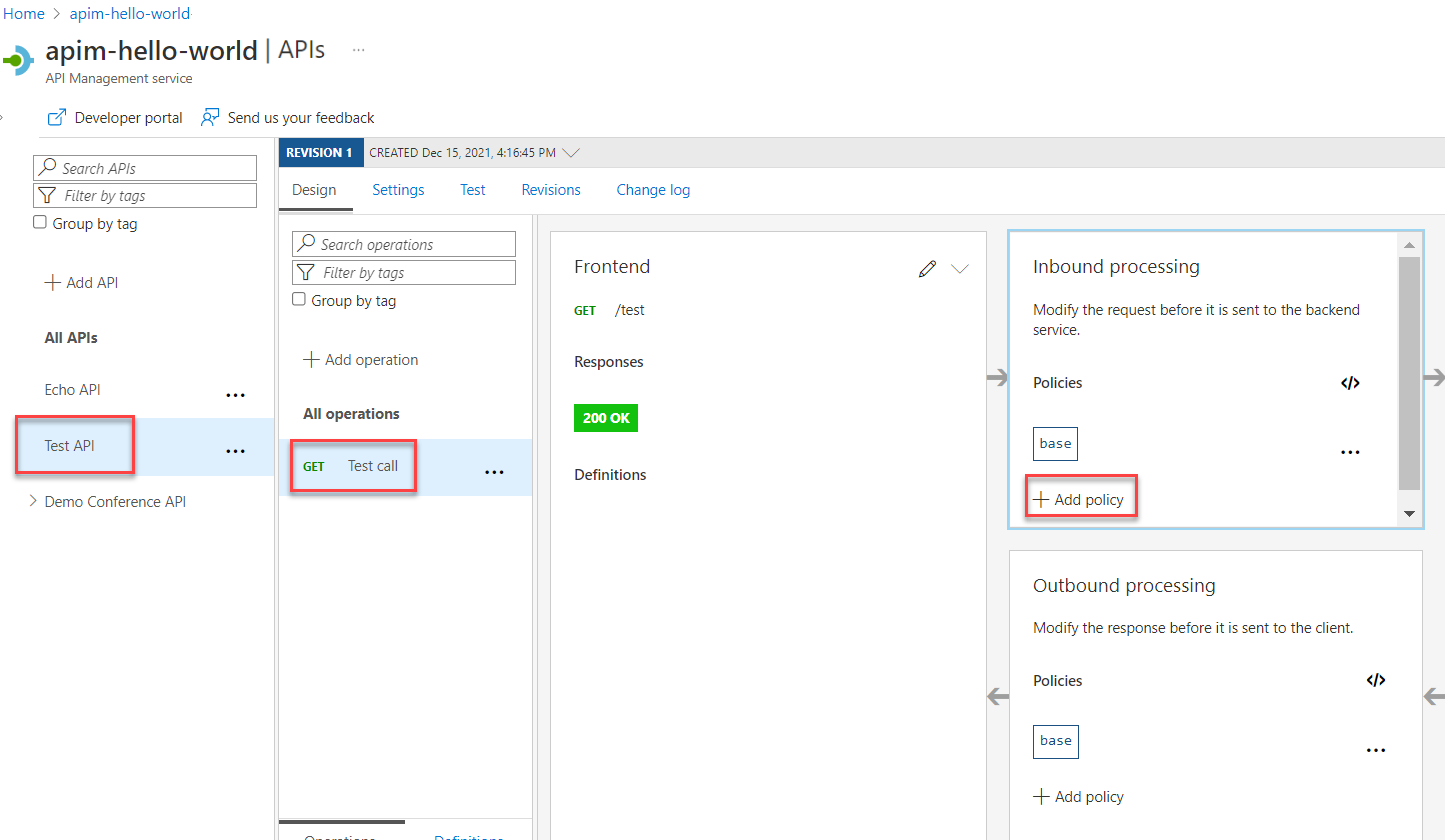 Home > apim-hello-world
apim-hello-world | APIs ...
API Management service
Developer portal
Send us your feedback
Search APIs
Filter by tags
Group by tag
+ Add API
All APIs
Echo API ...
Test API ...
> Demo Conference API
REVISION 1 CREATED Dec 15, 2021, 4:16:45 PM
Design Settings Test Revisions Change log
Search operations
Filter by tags
Group by tag
+ Add operation
All operations
GET Test call ...
Operations Definitions
Frontend
GET /test
Responses
200 OK
Definitions
Inbound processing
Modify the request before it is sent to the backend
service.
Policies </>
base ...
+ Add policy
Outbound processing
Modify the response before it is sent to the client.
Policies </>
base ...
+ Add policy